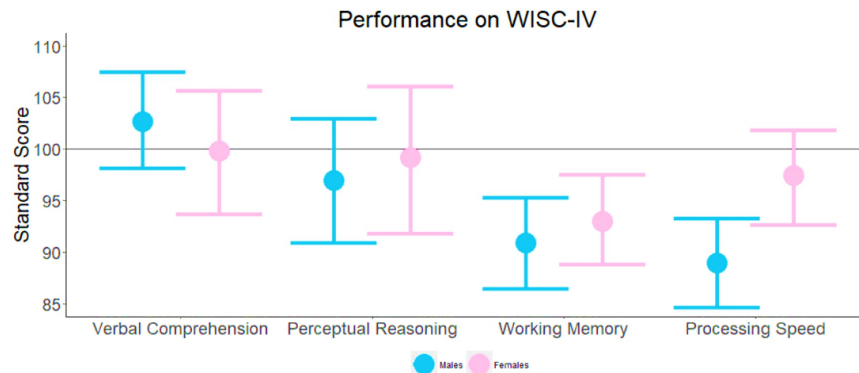 Performance on WISC-IV
Standard Score
110
105
100
95
90
85
Verbal Comprehension Perceptual Reasoning Working Memory Processing Speed
Males Females